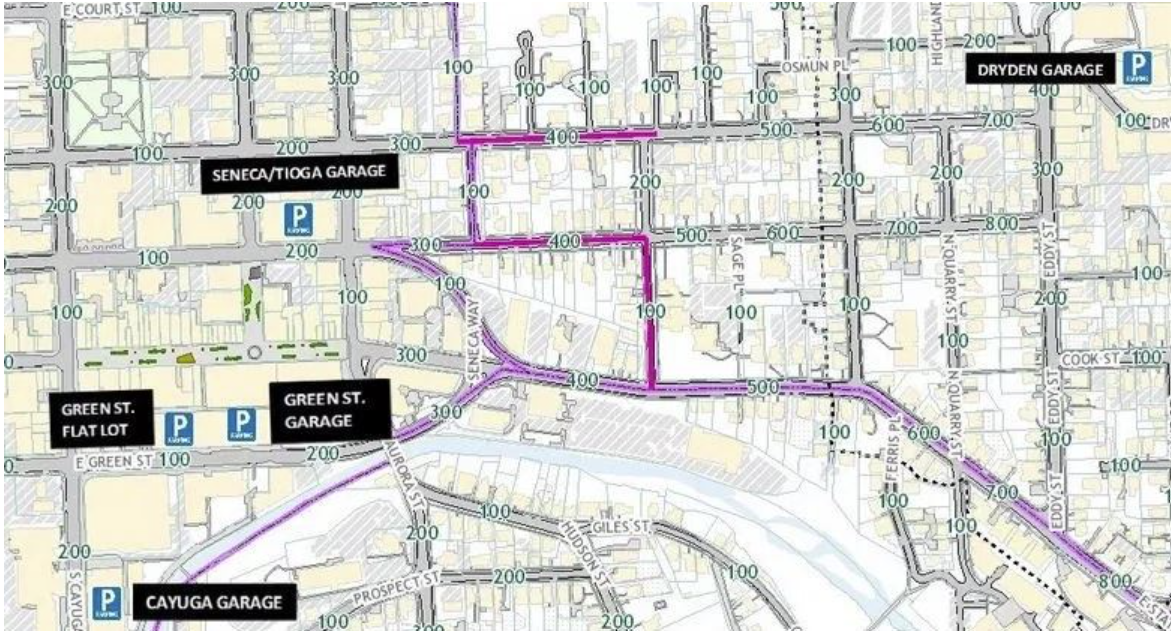 E COURT ST
100
200
100
500
100
100
HIGHLAND
200
OSMUN PL
DRYDEN GARAGE
P
300
300
300
100
100
100
100
100
100
300
400
100
100
200
300
400
500
600
700
SENECA/TIOGA GARAGE
P
200
200
200
100
200
200
200
300
100
200
300
400
500
600
700
800
SAGE PL
N QUARRY ST
EDDY ST
100
100
100
100
100
100
200
100
SENECA WAY
300
400
500
100
COOK ST
100
GREEN ST.
FLAT LOT
P
P
GREEN ST.
GARAGE
300
600
FERRIS PL
N QUARRY ST
EDDY ST
100
100
E GREEN ST
100
200
AURORA ST
700
100
100
EDDY ST
100
GILES ST
HUDSON ST
100
200
200
S CAYUGA
PROSPECT ST
200
100
800
P
CAYUGA GARAGE